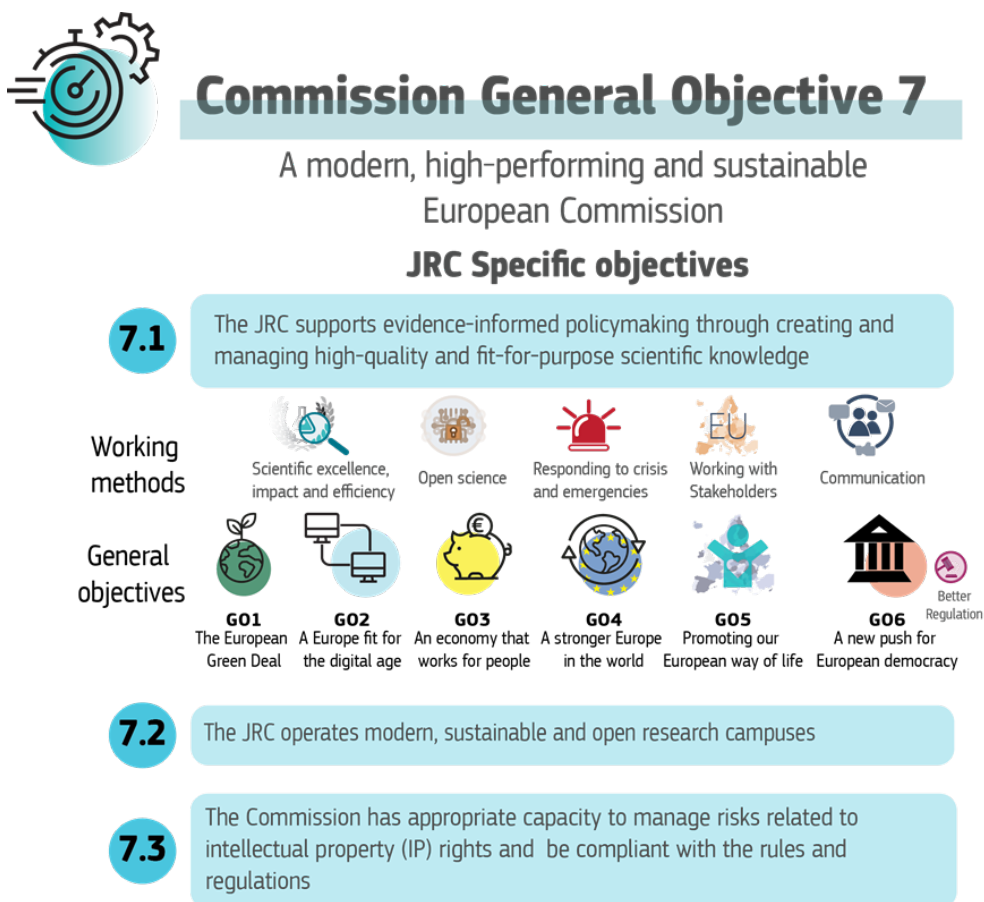 Commission General Objective 7
A modern, high-performing and sustainable
European Commission
JRC Specific objectives
7.1
The JRC supports evidence-informed policymaking through creating and
managing high-quality and fit-for-purpose scientific knowledge
Working
methods
Scientific excellence,
impact and efficiency
Open science
Responding to crisis
and emergencies
EU
Working with
Stakeholders
Communication
General
objectives
€
GO1
The European
Green Deal
GO2
A Europe fit for
the digital age
GO3
An economy that
works for people
GO4
A stronger Europe
in the world
GO5
Promoting our
European way of life
GO6
A new push for
European democracy
Better
Regulation
7.2
The JRC operates modern, sustainable and open research campuses
7.3
The Commission has appropriate capacity to manage risks related to
intellectual property (IP) rights and be compliant with the rules and
regulations